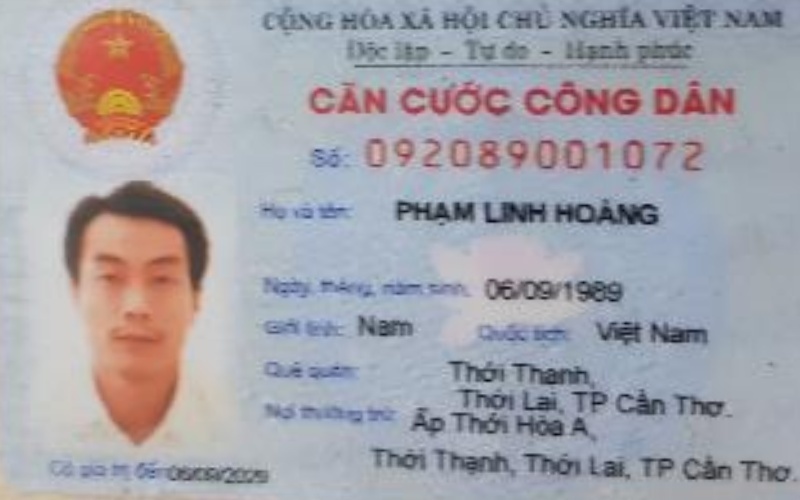 CỘNG HÒA XÃ HỘI CHỦ NGHĨA VIỆT NAM
Độc lập - Tự do - Hạnh phúc
CĂN CƯỚC CÔNG DÂN
Số: 092089001072
Họ và tên: PHẠM LINH HOÀNG
Ngày, tháng, năm sinh: 06/09/1989
Giới tính: Nam Quốc tịch: Việt Nam
Quê quán: Thới Thanh,
Thới Lai, TP Cần Thơ.
Nơi thường trú: Ấp Thới Hòa A,
Thới Thạnh, Thới Lai, TP Cần Thơ.
Có giá trị đến: 06/09/2029